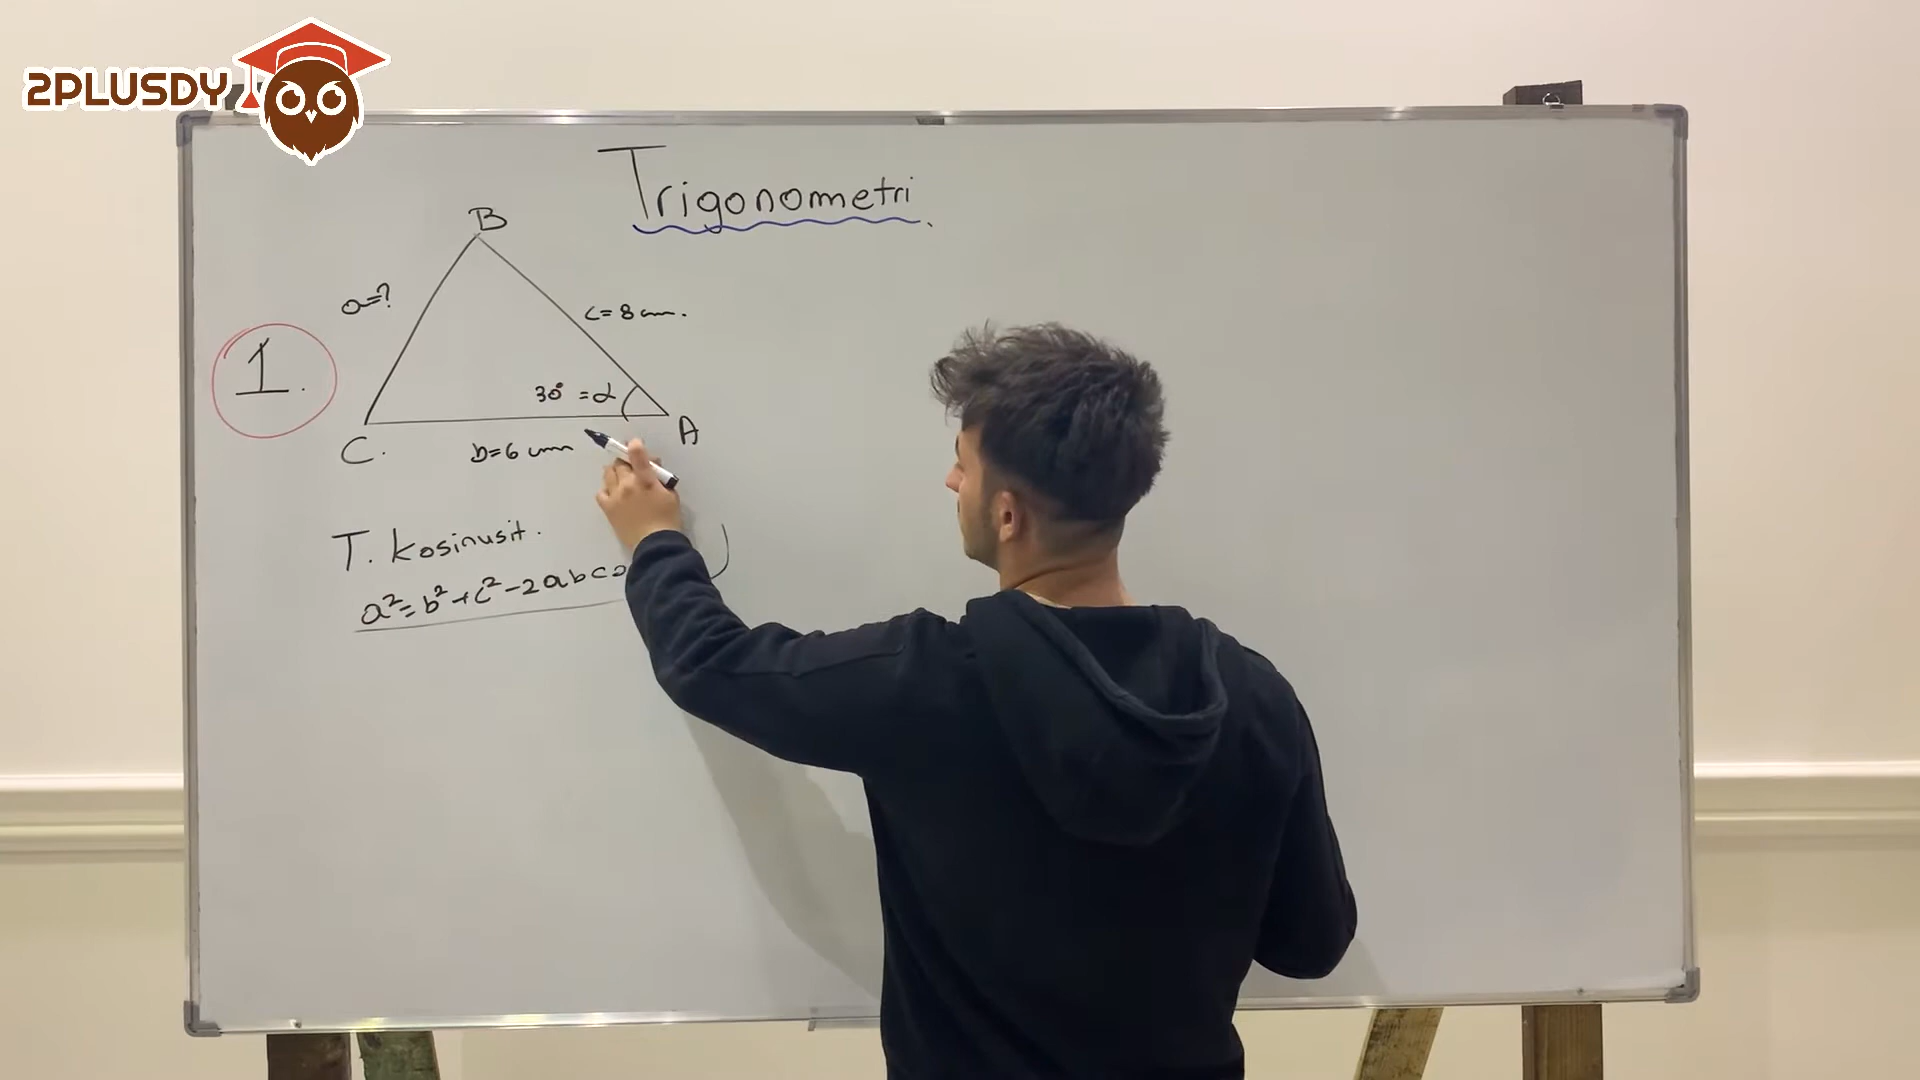 2PLUSDY
Trigonometri.
B
a=?
c=8 cm.
1.
30° =α
A
C.
b=6 cm
T. kosinusit.
a²=b²+c²-2abco